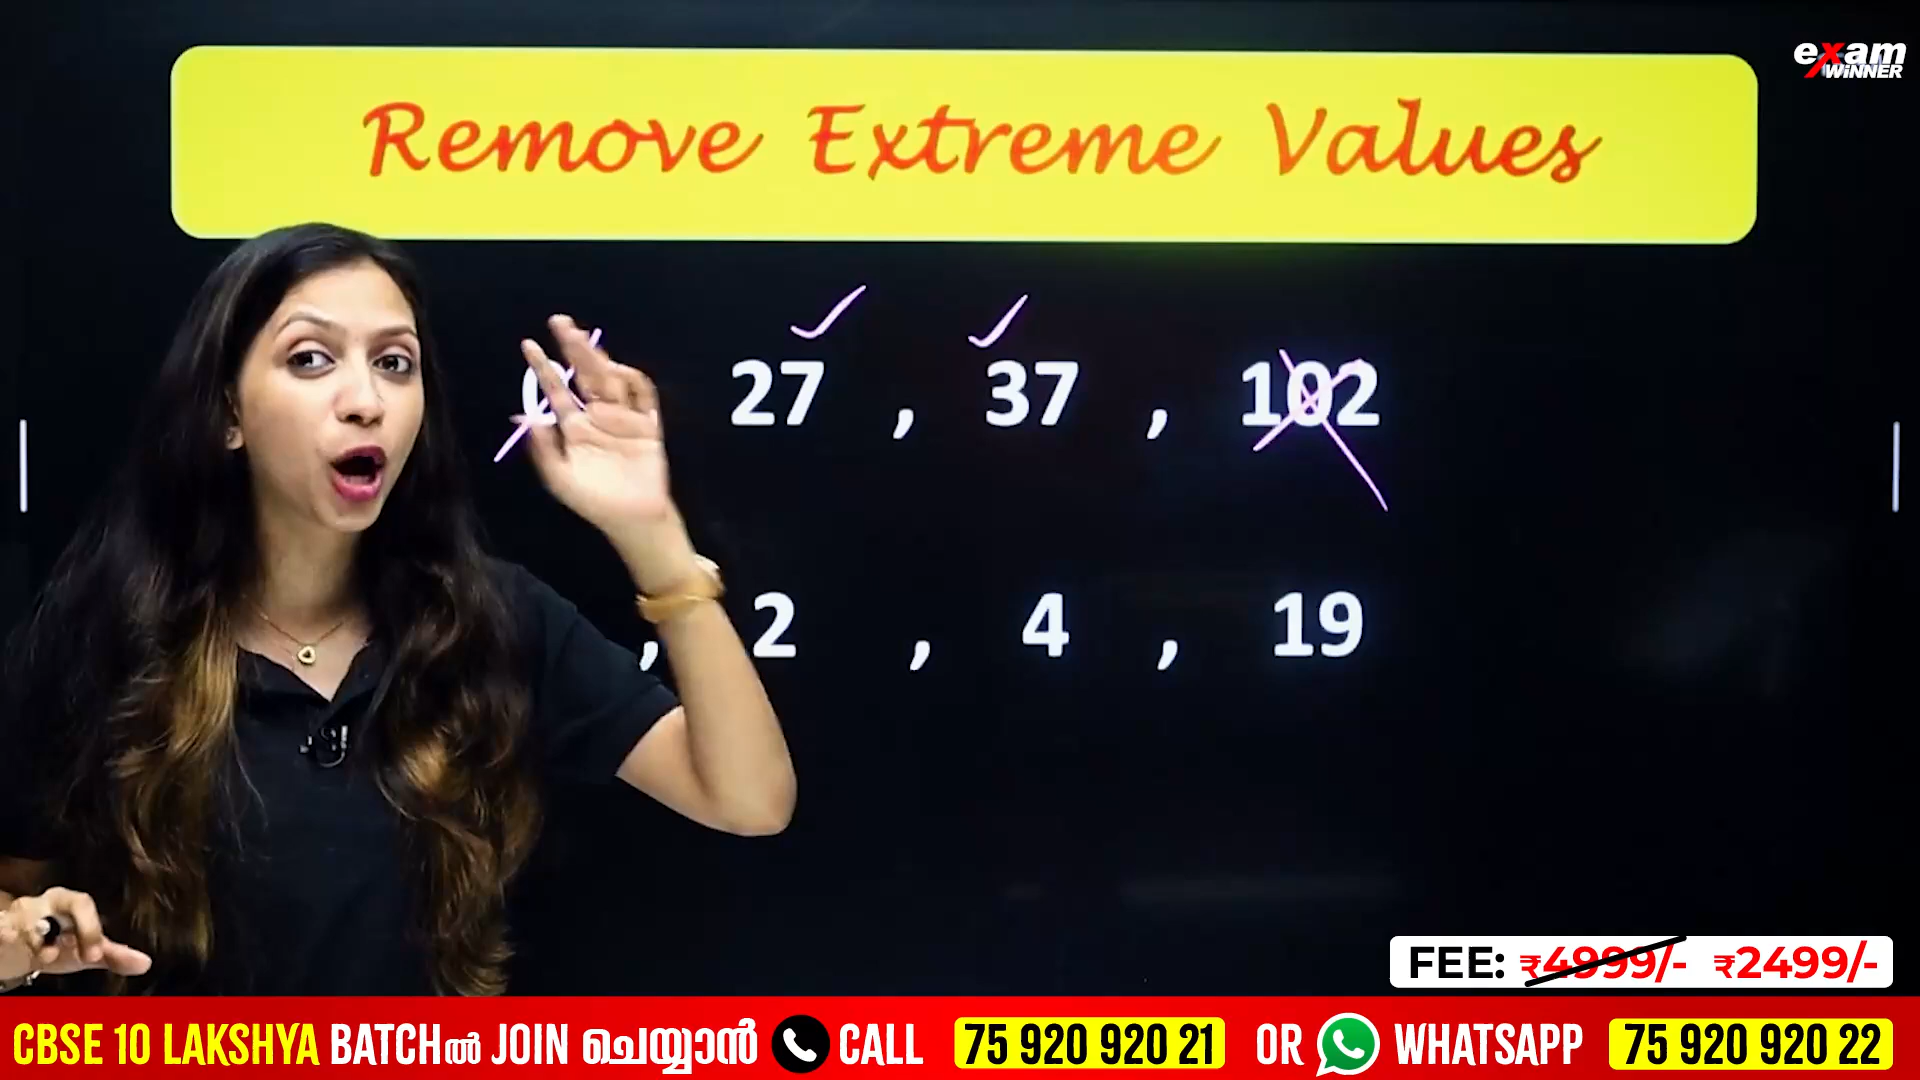 exam
WINNER
Remove Extreme Values
0 27 , 37 , 102
, 2 , 4 , 19
FEE: ₹4999/- ₹2499/-
CBSE 10 LAKSHYA BATCHൽ JOIN ചെയ്യാൻ CALL 75 920 920 21 OR WHATSAPP 75 920 920 22